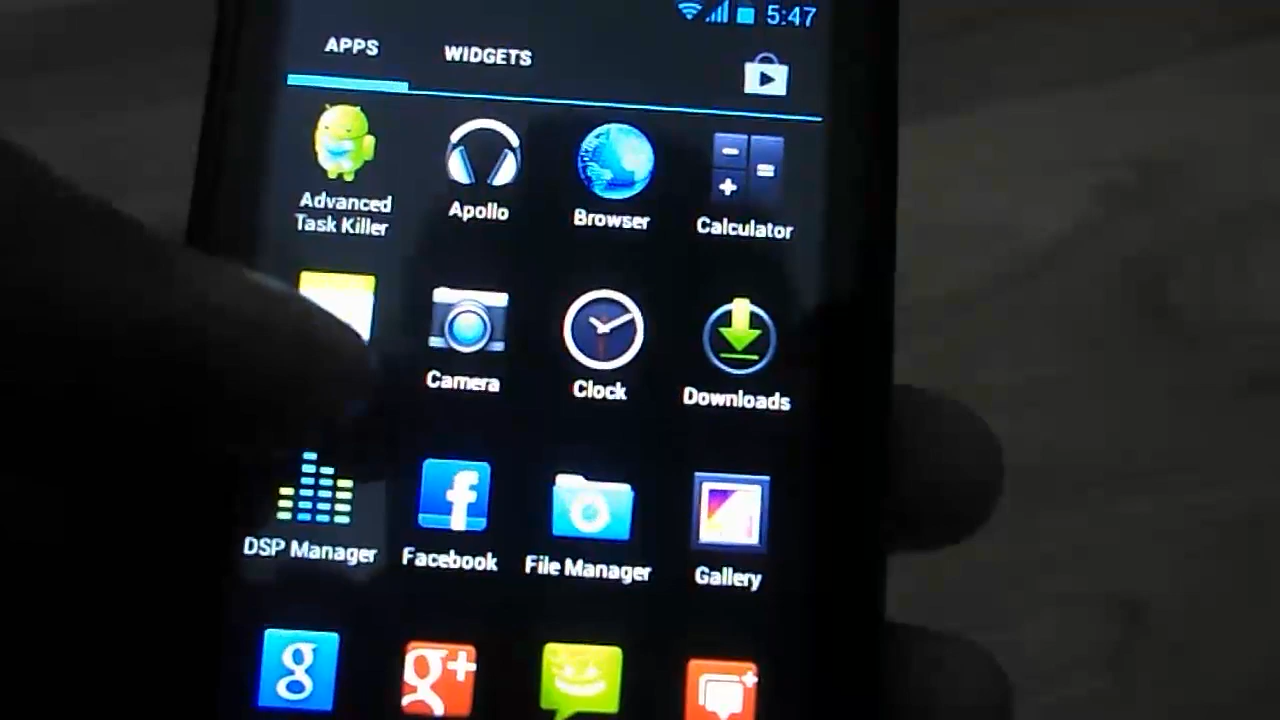 5:47
APPS
WIDGETS
Advanced
Task Killer
Apollo
Browser
Calculator
Camera
Clock
Downloads
DSP Manager
Facebook
File Manager
Gallery
g
g+